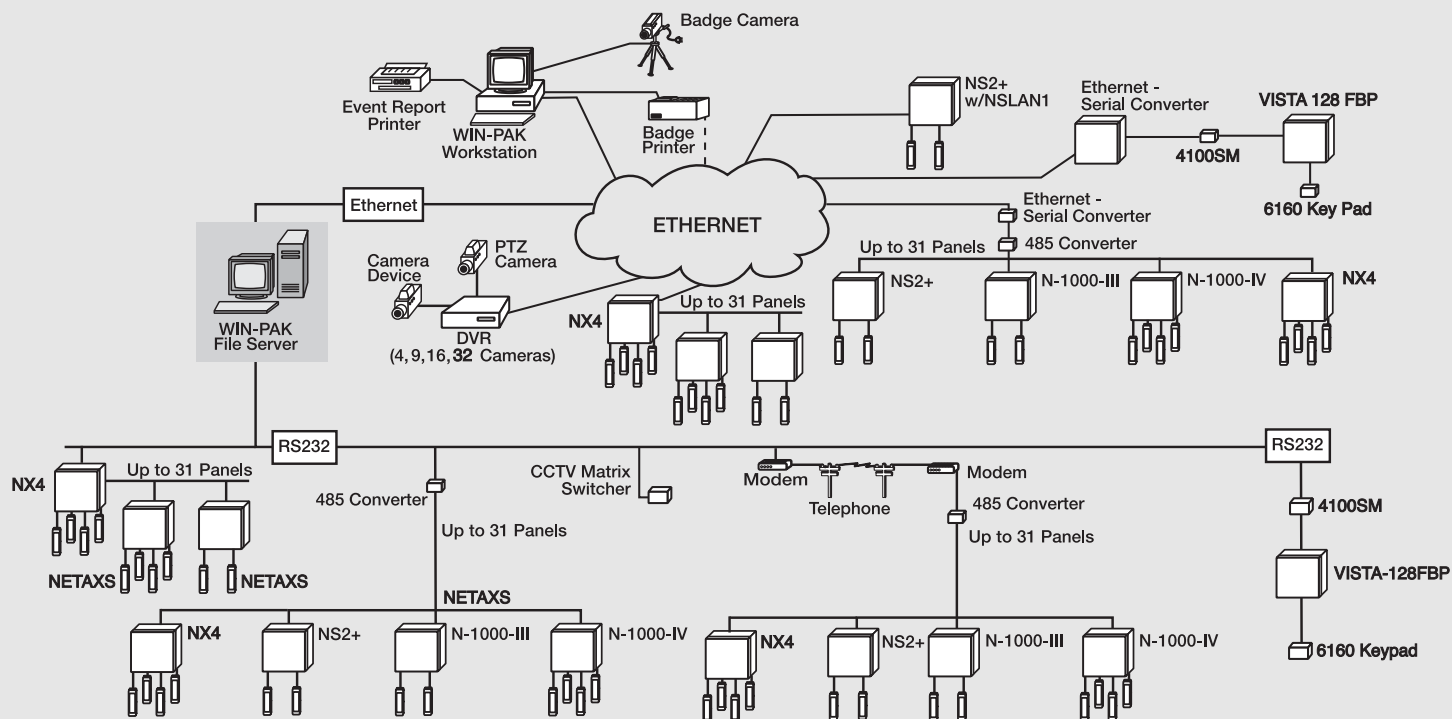 Badge Camera
Event Report
Printer
WIN-PAK
Workstation
Badge
Printer
NS2+
w/NSLAN1
Ethernet -
Serial Converter
VISTA 128 FBP
4100SM
6160 Key Pad
Ethernet
ETHERNET
Ethernet -
Serial Converter
485 Converter
Up to 31 Panels
NS2+
N-1000-III
N-1000-IV
NX4
WIN-PAK
File Server
Camera
Device
PTZ
Camera
DVR
(4, 9, 16, 32 Cameras)
NX4
Up to 31 Panels
RS232
RS232
NX4
Up to 31 Panels
NETAXS
NETAXS
485 Converter
Up to 31 Panels
NETAXS
CCTV Matrix
Switcher
Modem
Telephone
Modem
485 Converter
Up to 31 Panels
4100SM
VISTA-128FBP
6160 Keypad
NX4
NS2+
N-1000-III
N-1000-IV
NX4
NS2+
N-1000-III
N-1000-IV